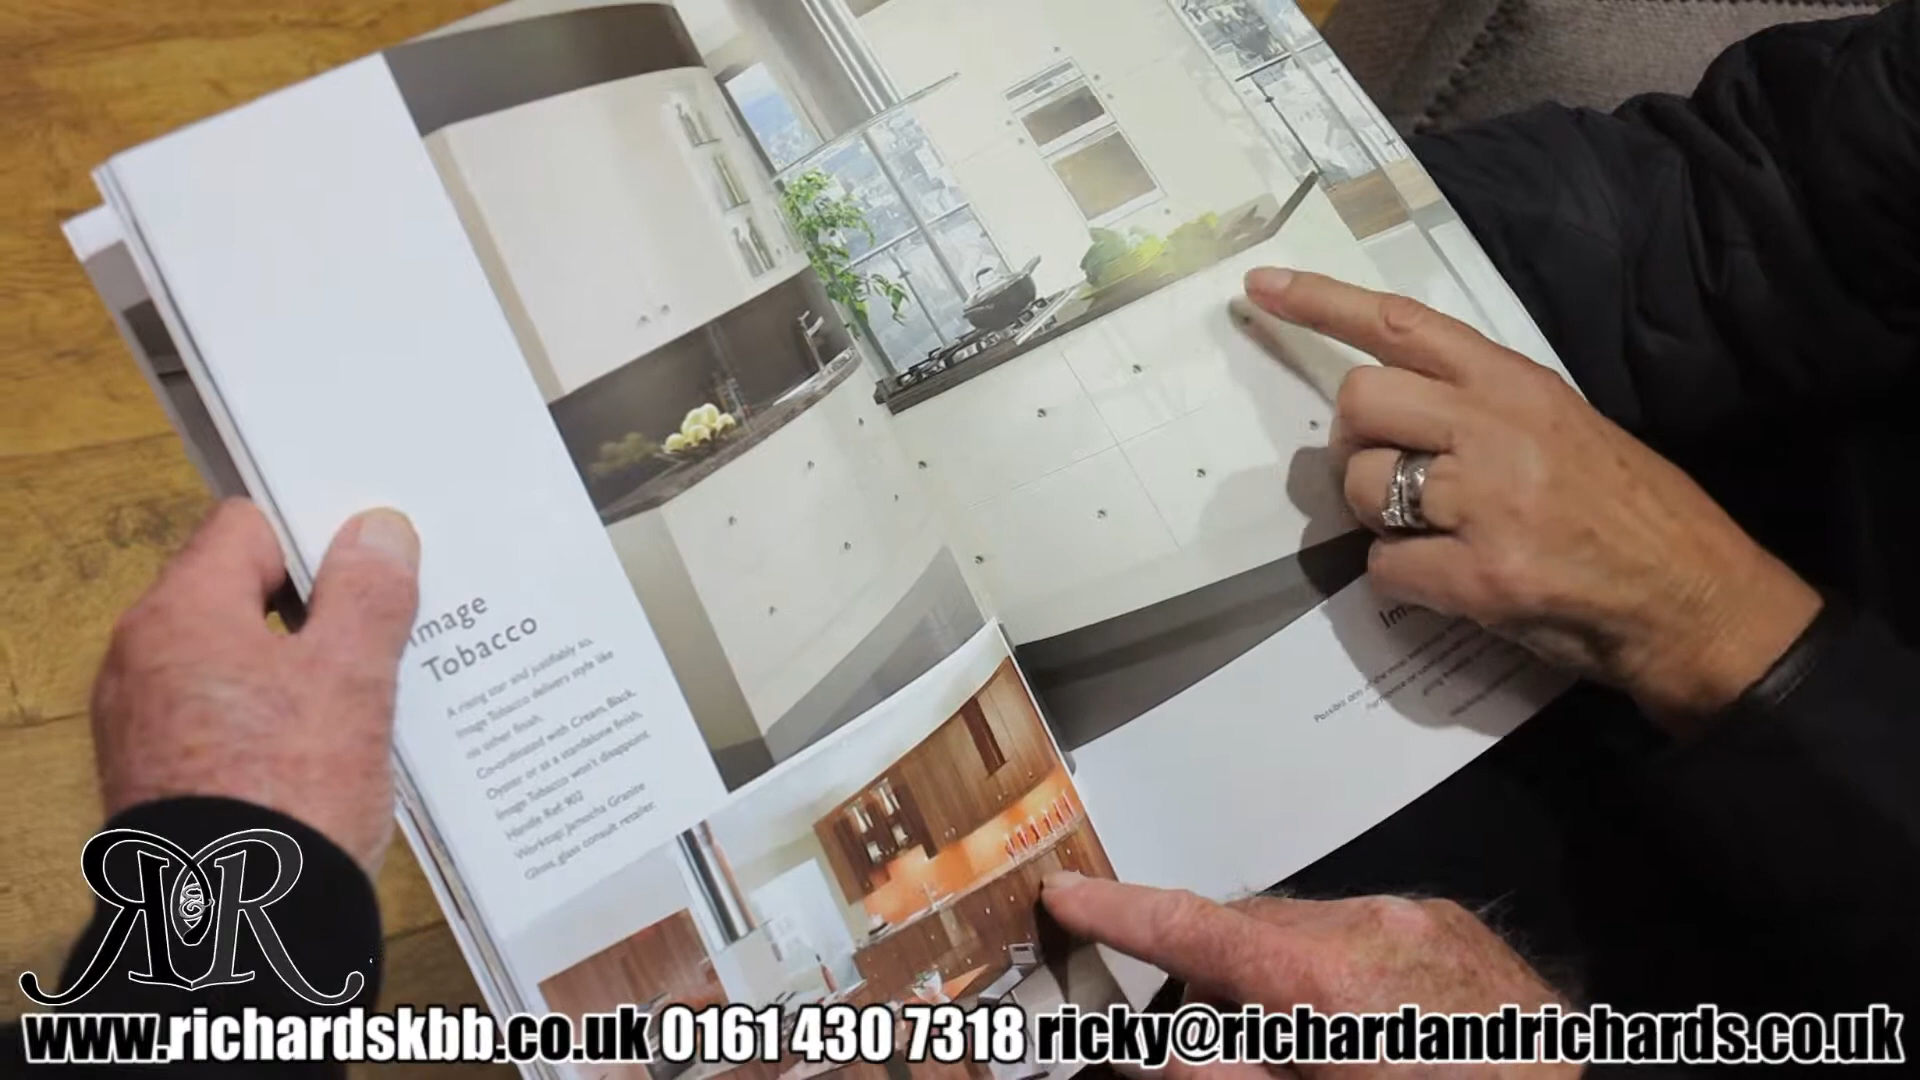 Image
Tobacco
A rising star and justifiably so,
Image Tobacco delivers style like
no other finish.
Co-ordinated with Cream, Black,
Oyster or as a standalone finish.
Image Tobacco won't disappoint.
Handle Ref: 902
Worktop: Jamocha Granite
Gloss, glass consult retailer.
R&R
www.richardskbb.co.uk 0161 430 7318 ricky@richardandrichards.co.uk